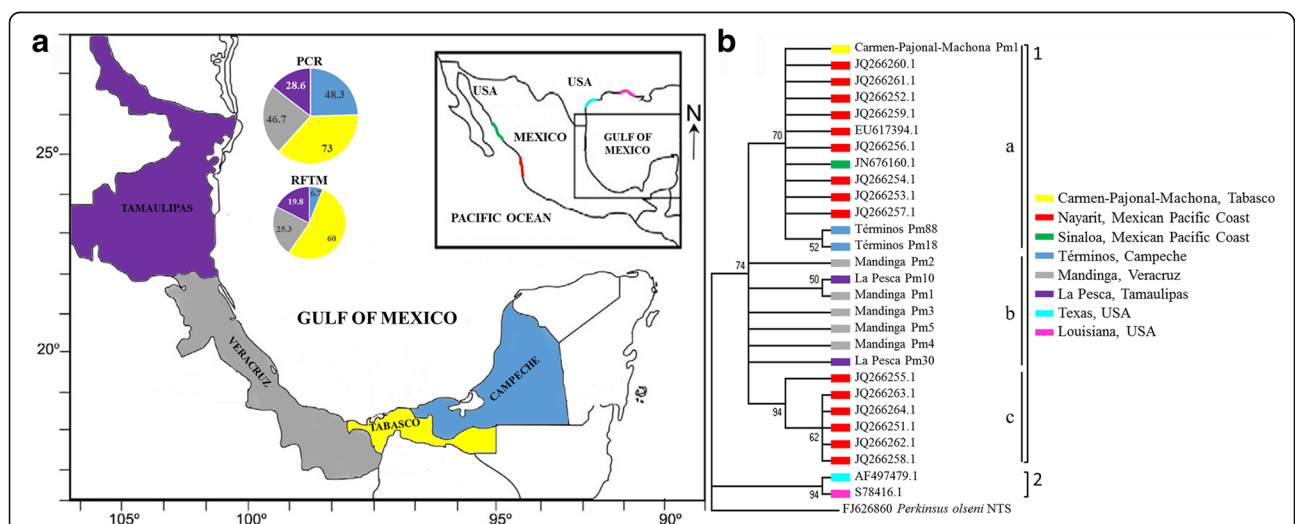 a
PCR
28.6
48.3
46.7
73
RFTM
19.8
6.7
25.3
60
25°
20°
TAMAULIPAS
VERACRUZ
TABASCO
CAMPECHE
GULF OF MEXICO
USA
USA
MEXICO
GULF OF
MEXICO
PACIFIC OCEAN
N
105°
100°
95°
90°
b
Carmen-Pajonal-Machona Pm1
JQ266260.1
JQ266261.1
JQ266252.1
JQ266259.1
EU617394.1
JQ266256.1
JN676160.1
JQ266254.1
JQ266253.1
JQ266257.1
Términos Pm88
Términos Pm18
Mandinga Pm2
La Pesca Pm10
Mandinga Pm1
Mandinga Pm3
Mandinga Pm5
Mandinga Pm4
La Pesca Pm30
JQ266255.1
JQ266263.1
JQ266264.1
JQ266251.1
JQ266262.1
JQ266258.1
AF497479.1
S78416.1
FJ626860 Perkinsus olseni NTS
70
52
74
50
94
62
94
a
b
c
1
2
Carmen-Pajonal-Machona, Tabasco
Nayarit, Mexican Pacific Coast
Sinaloa, Mexican Pacific Coast
Términos, Campeche
Mandinga, Veracruz
La Pesca, Tamaulipas
Texas, USA
Louisiana, USA